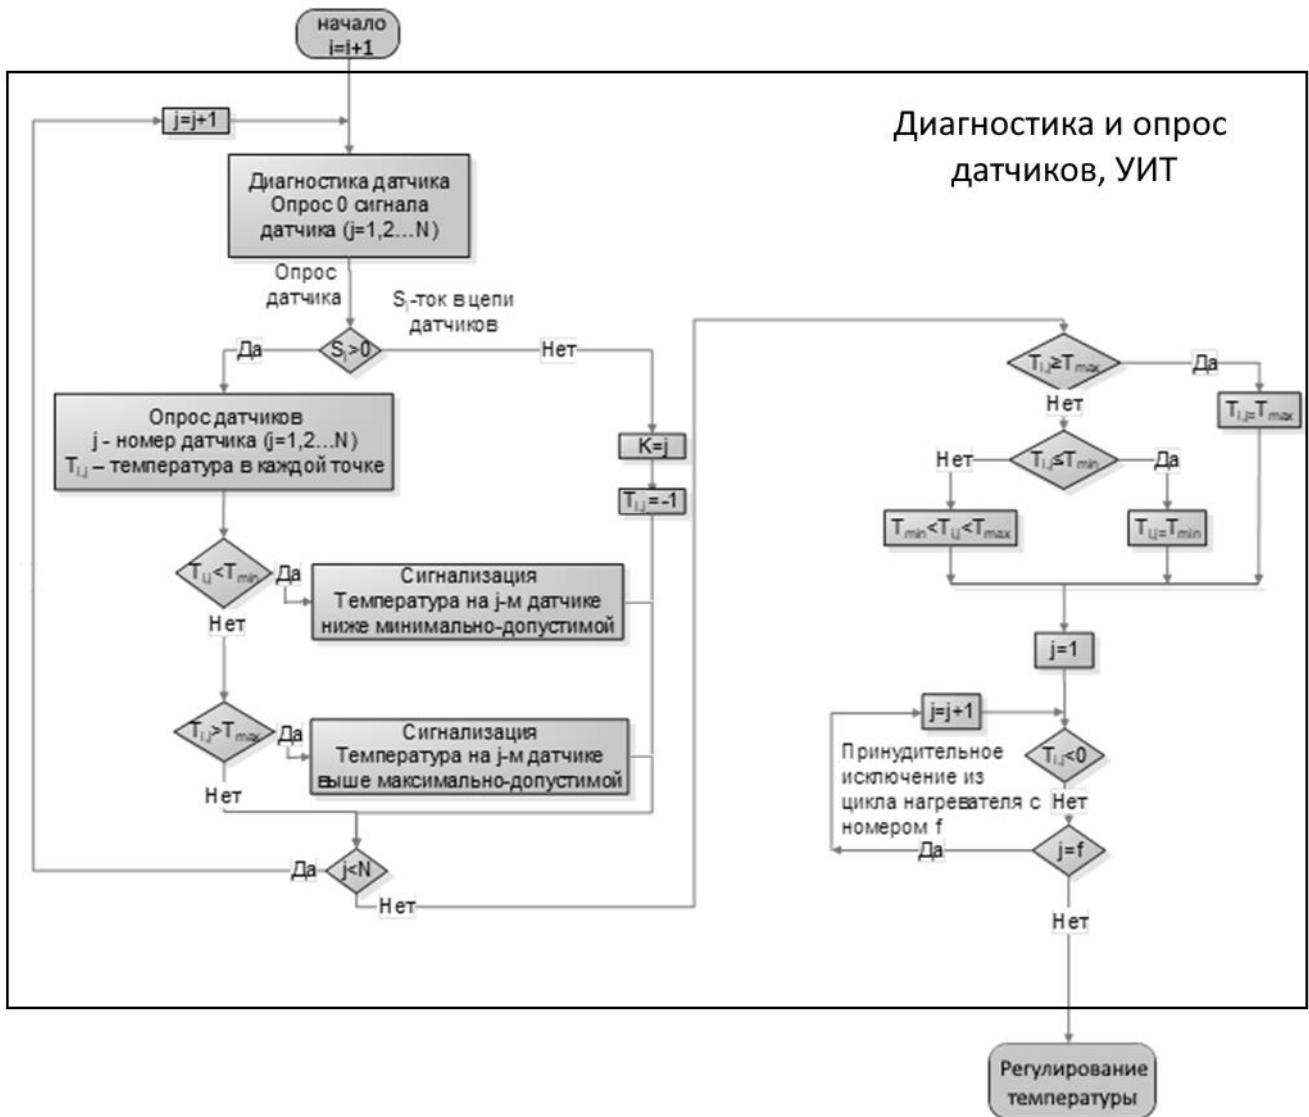 начало
i=i+1
Диагностика и опрос
датчиков, УИТ
j=j+1
Диагностика датчика
Опрос 0 сигнала
датчика (j=1,2...N)
Опрос
датчика
Sⱼ-ток в цепи
датчиков
Да
Sⱼ>0
Нет
Опрос датчиков
j - номер датчика (j=1,2...N)
Ti,j – температура в каждой точке
K=j
Ti,j=-1
Ti,j<Tmin
Да
Сигнализация
Температура на j-м датчике
ниже минимально-допустимой
Нет
Ti,j>Tmax
Да
Сигнализация
Температура на j-м датчике
выше максимально-допустимой
Нет
Да
j<N
Нет
Ti,j≥Tmax
Да
Ti,j=Tmax
Нет
Нет
Ti,j≤Tmin
Да
Tmin<Ti,j<Tmax
Ti,j=Tmin
j=1
j=j+1
Ti,j<0
Принудительное
исключение из
цикла нагревателя с
номером f
Нет
Да
j=f
Нет
Регулирование
температуры